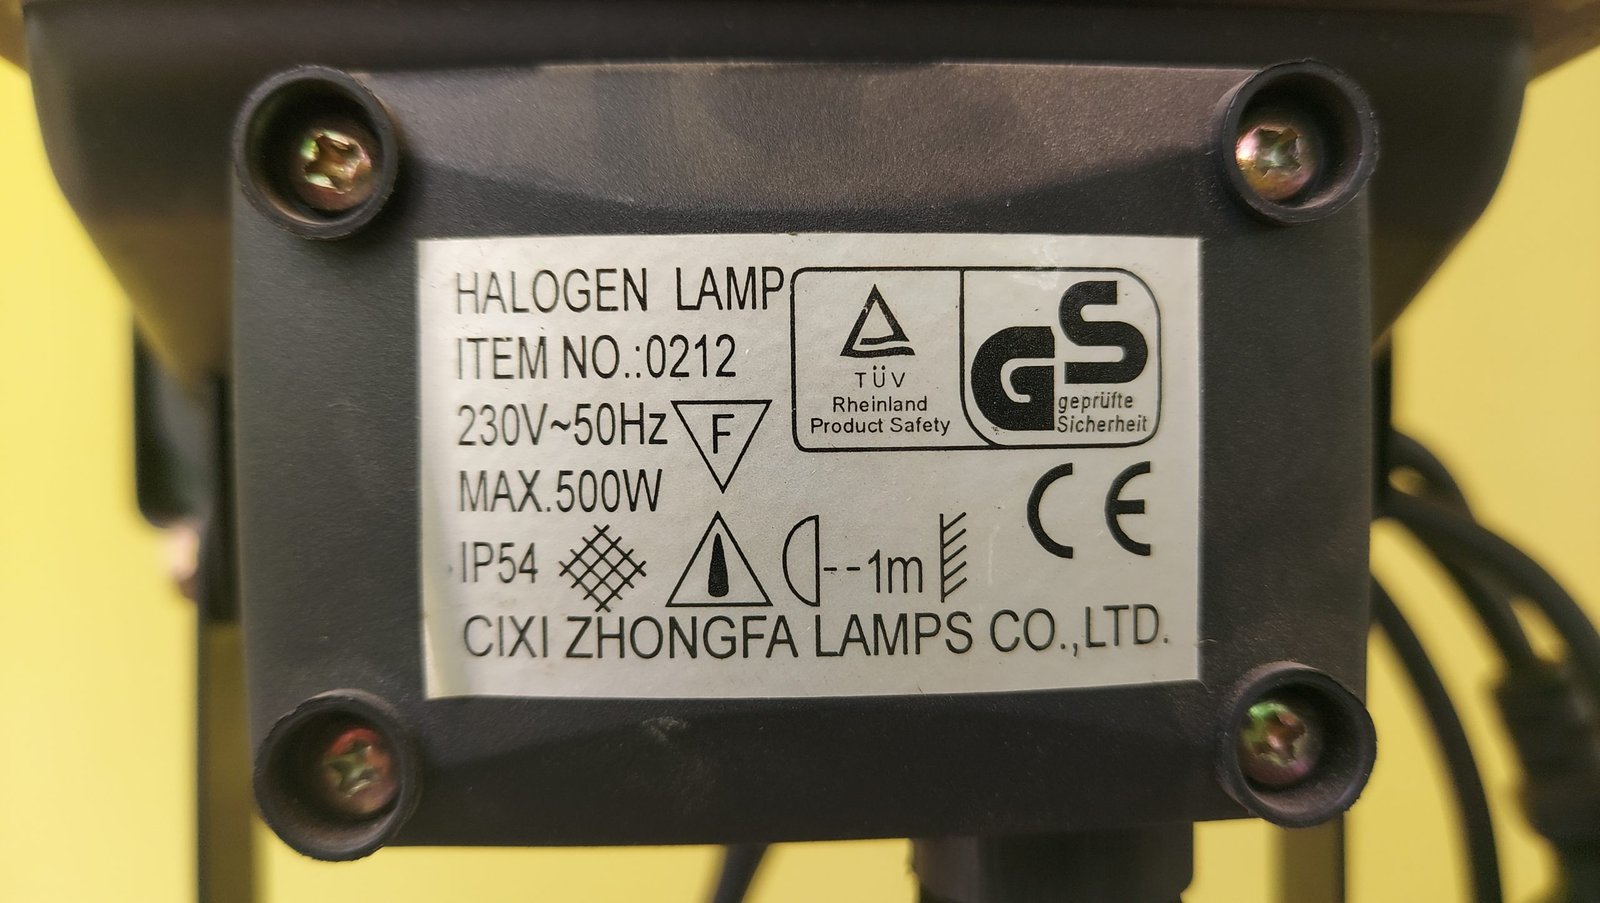 HALOGEN LAMP
ITEM NO.:0212
230V~50Hz
F
MAX.500W
IP54
--1m
CIXI ZHONGFA LAMPS CO.,LTD.
TÜV
Rheinland
Product Safety
GS
geprüfte
Sicherheit
CE